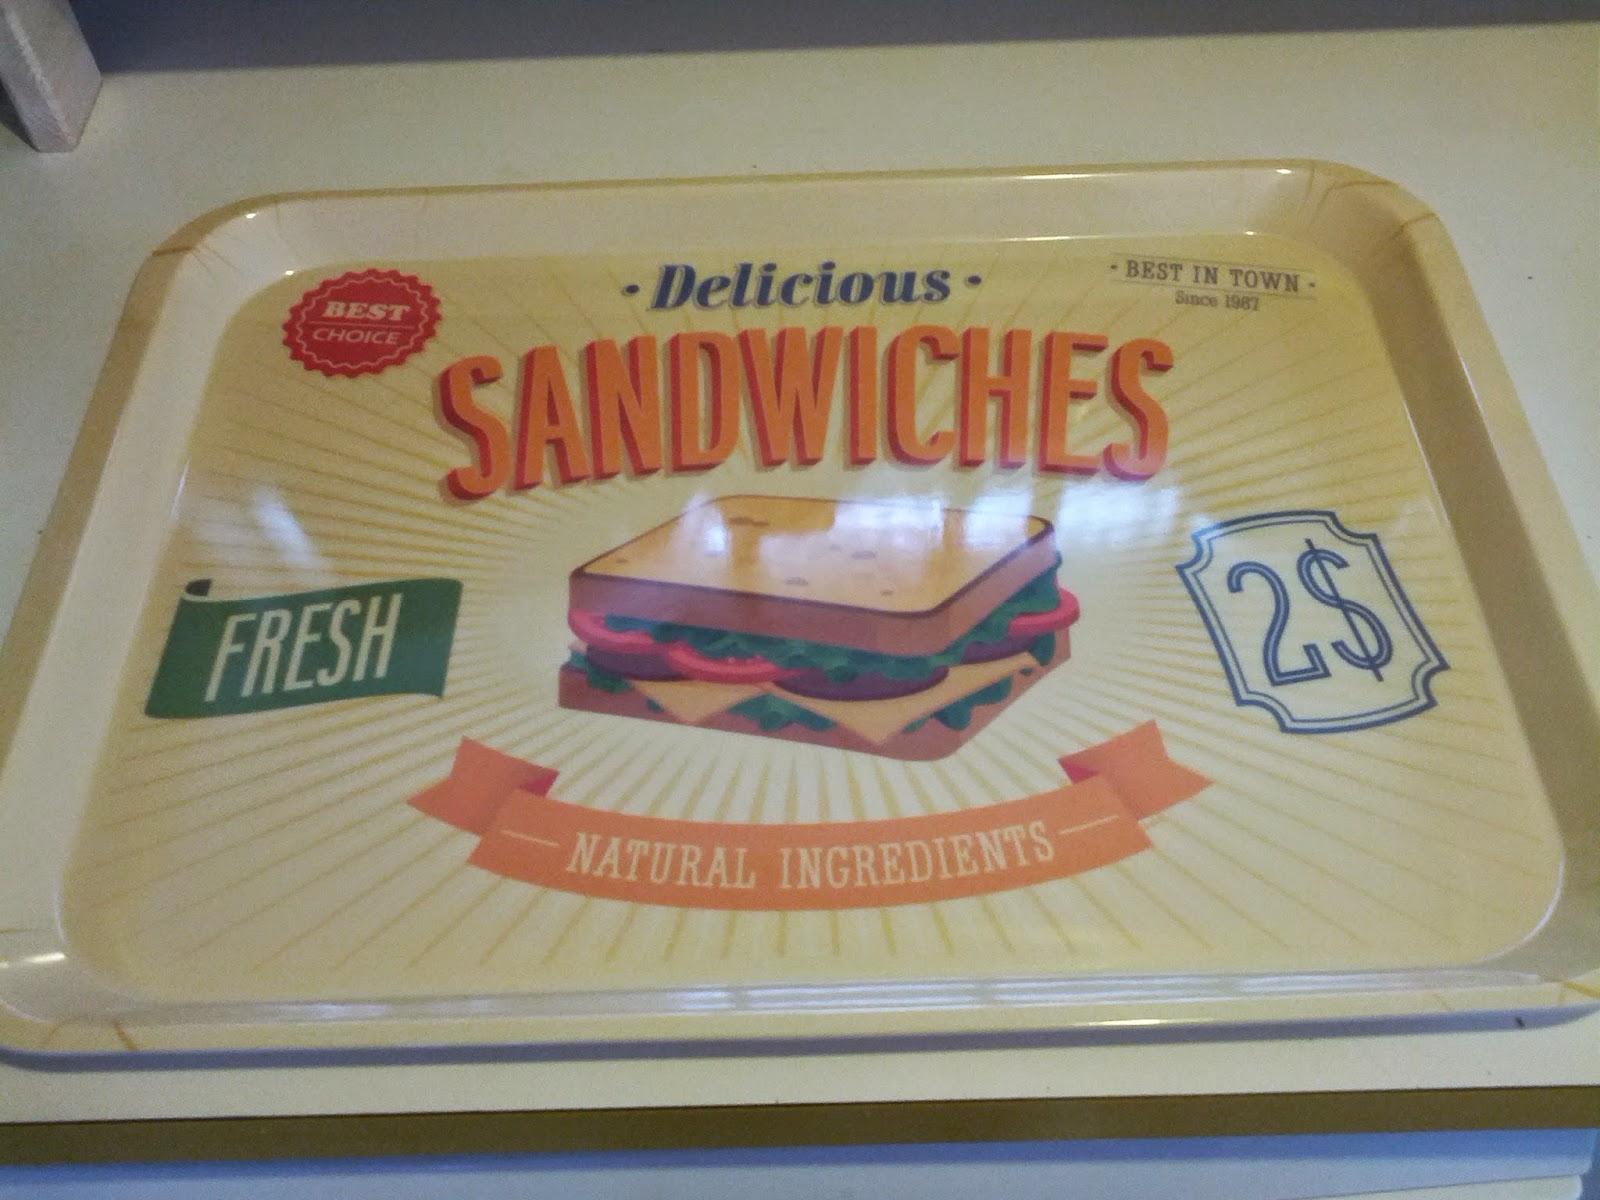 BEST
CHOICE
· Delicious ·
· BEST IN TOWN ·
Since 1987
SANDWICHES
FRESH
2$
NATURAL INGREDIENTS